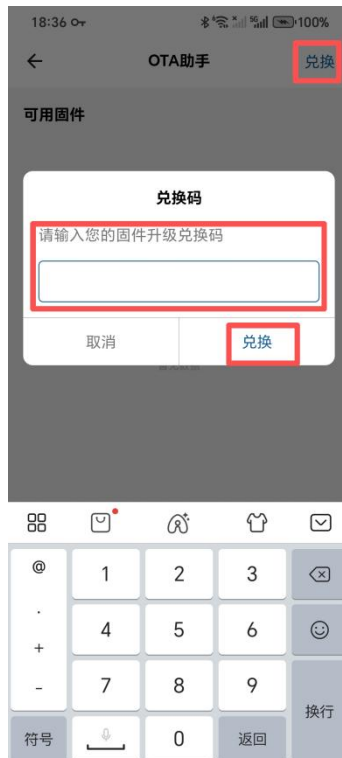 18:36 100%
OTA助手 兑换
可用固件
兑换码
请输入您的固件升级兑换码
取消 兑换
@ 1 2 3
.
4 5 6
+
- 7 8 9
换行
符号 0 返回